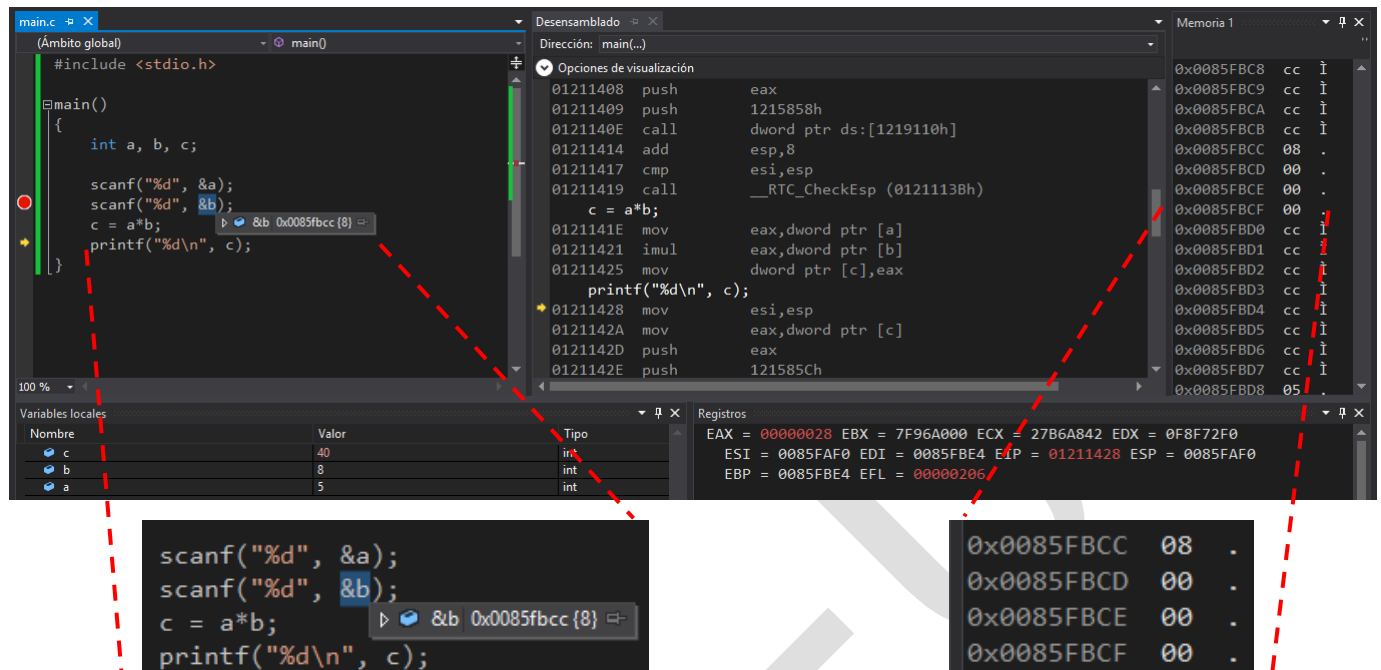 main.c
(Ámbito global)
main()
#include <stdio.h>
main()
{
int a, b, c;
scanf("%d", &a);
scanf("%d", &b);
&b 0x0085fbcc {8}
c = a*b;
printf("%d\n", c);
}
100 %
Desensamblado
Dirección: main(...)
Opciones de visualización
01211408 push eax
01211409 push 1215858h
0121140E call dword ptr ds:[1219110h]
01211414 add esp,8
01211417 cmp esi,esp
01211419 call __RTC_CheckEsp (0121113Bh)
c = a*b;
0121141E mov eax,dword ptr [a]
01211421 imul eax,dword ptr [b]
01211425 mov dword ptr [c],eax
printf("%d\n", c);
01211428 mov esi,esp
0121142A mov eax,dword ptr [c]
0121142D push eax
0121142E push 121585Ch
Memoria 1
0x0085FBC8 cc Ì
0x0085FBC9 cc Ì
0x0085FBCA cc Ì
0x0085FBCB cc Ì
0x0085FBCC 08 .
0x0085FBCD 00 .
0x0085FBCE 00 .
0x0085FBCF 00 .
0x0085FBD0 cc Ì
0x0085FBD1 cc Ì
0x0085FBD2 cc Ì
0x0085FBD3 cc Ì
0x0085FBD4 cc Ì
0x0085FBD5 cc Ì
0x0085FBD6 cc Ì
0x0085FBD7 cc Ì
0x0085FBD8 05 .
Variables locales
Nombre Valor Tipo
c 40 int
b 8 int
a 5 int
Registros
EAX = 00000028 EBX = 7F96A000 ECX = 27B6A842 EDX = 0F8F72F0
ESI = 0085FAF0 EDI = 0085FBE4 EIP = 01211428 ESP = 0085FAF0
EBP = 0085FBE4 EFL = 00000206
scanf("%d", &a);
scanf("%d", &b);
c = a*b;
&b 0x0085fbcc {8}
printf("%d\n", c);
0x0085FBCC 08 .
0x0085FBCD 00 .
0x0085FBCE 00 .
0x0085FBCF 00 .